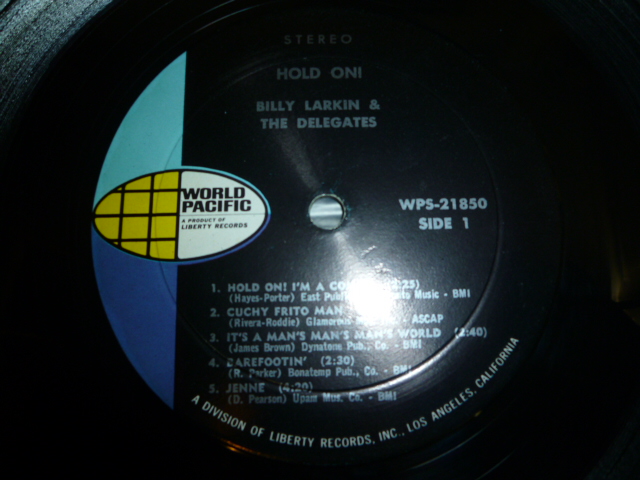 STEREO
HOLD ON!
BILLY LARKIN &
THE DELEGATES
WORLD
PACIFIC
A PRODUCT OF
LIBERTY RECORDS
WPS-21850
SIDE 1
1. HOLD ON! I'M A :25)
(Hayes-Porter) East Music - BMI
2. CUCHY FRITO MAN
(Rivera-Roddie) - ASCAP
3. IT'S A MAN'S MAN'S MAN'S WORLD (2:40)
(James Brown) Dynatone Pub., Co. - BMI
4. BAREFOOTIN' (2:30)
(R. Parker) Bonatemp Pub., Co. - BMI
5. JENNE (4:20)
(D. Pearson) Upam Mus. Co. - BMI
A DIVISION OF LIBERTY RECORDS, INC., LOS ANGELES, CALIFORNIA